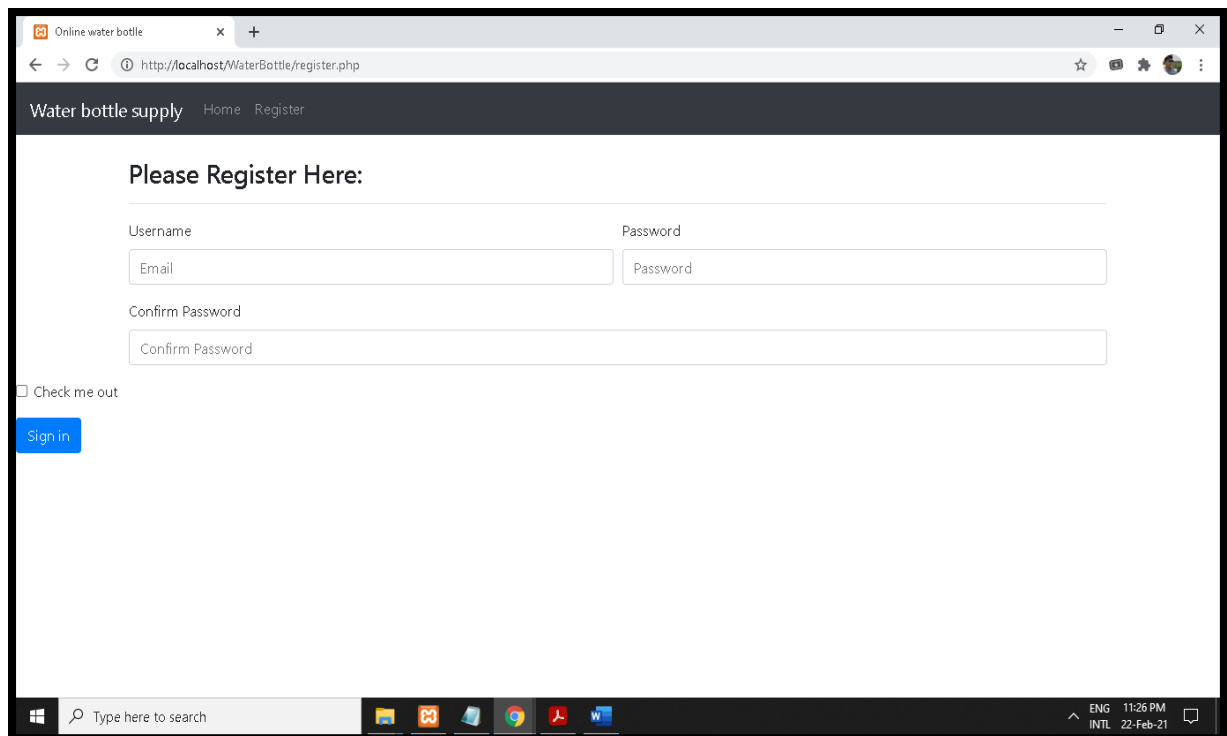 Online water botlle
http://localhost/WaterBottle/register.php
Water bottle supply Home Register
Please Register Here:
Username Password
Email Password
Confirm Password
Confirm Password
Check me out
Sign in
Type here to search
ENG 11:26 PM
INTL 22-Feb-21